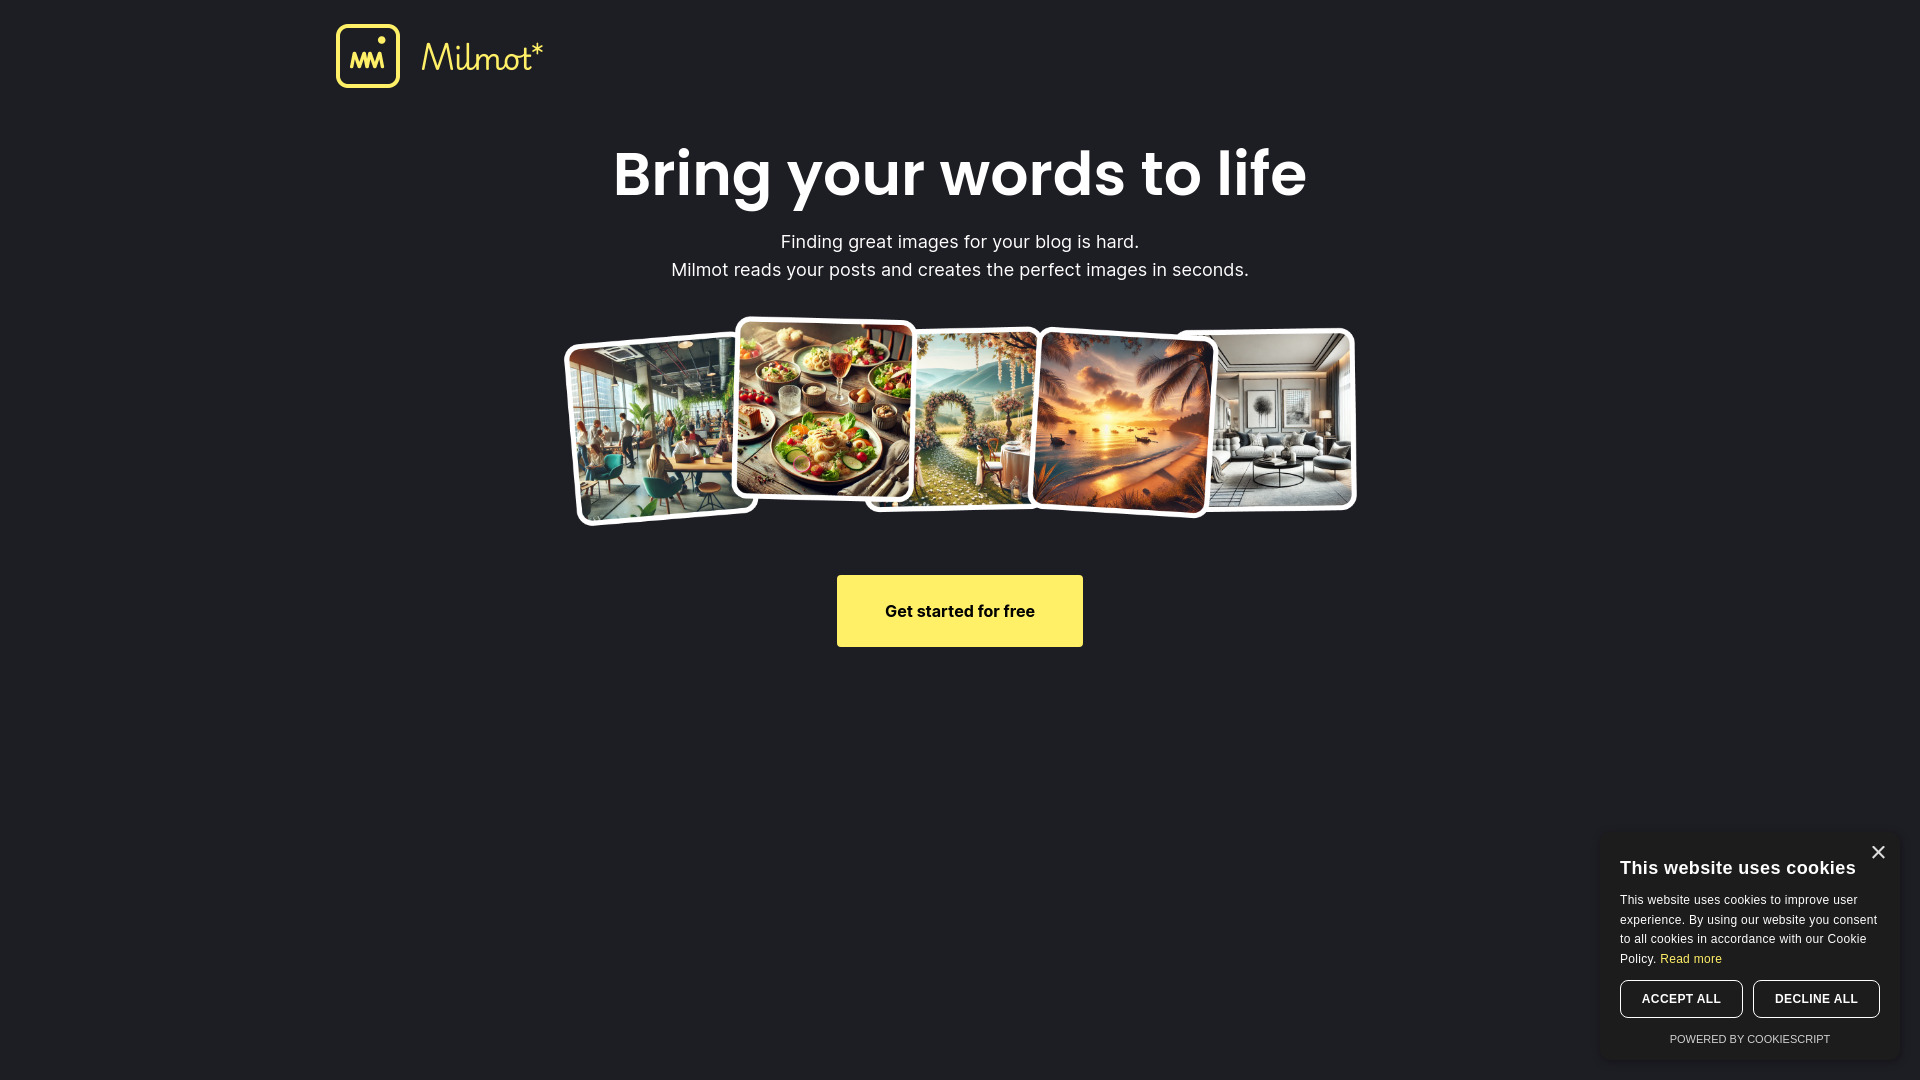 Milmot*
Bring your words to life
Finding great images for your blog is hard.
Milmot reads your posts and creates the perfect images in seconds.
Get started for free
×
This website uses cookies
This website uses cookies to improve user
experience. By using our website you consent
to all cookies in accordance with our Cookie
Policy. Read more
ACCEPT ALL
DECLINE ALL
POWERED BY COOKIESCRIPT